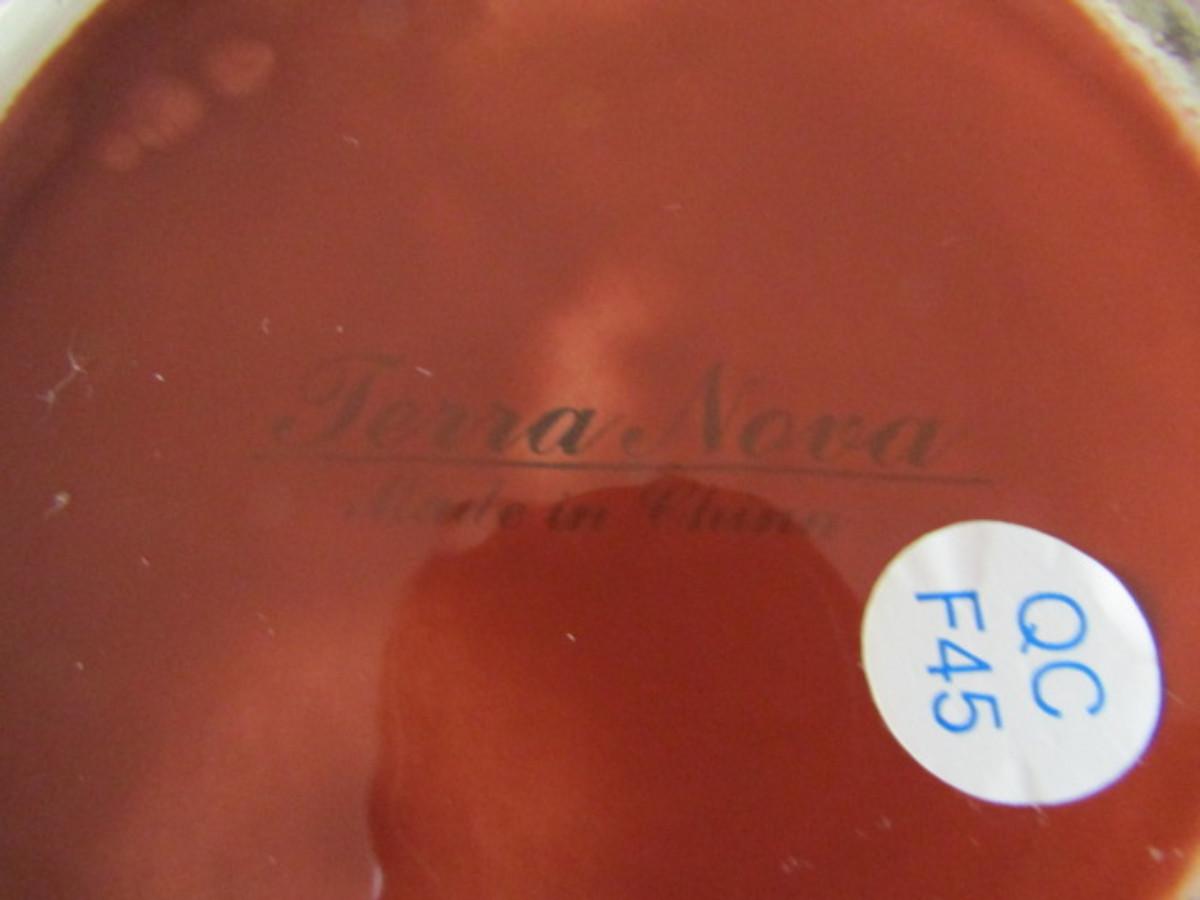 Terra Nova
Made in China
QC
F45